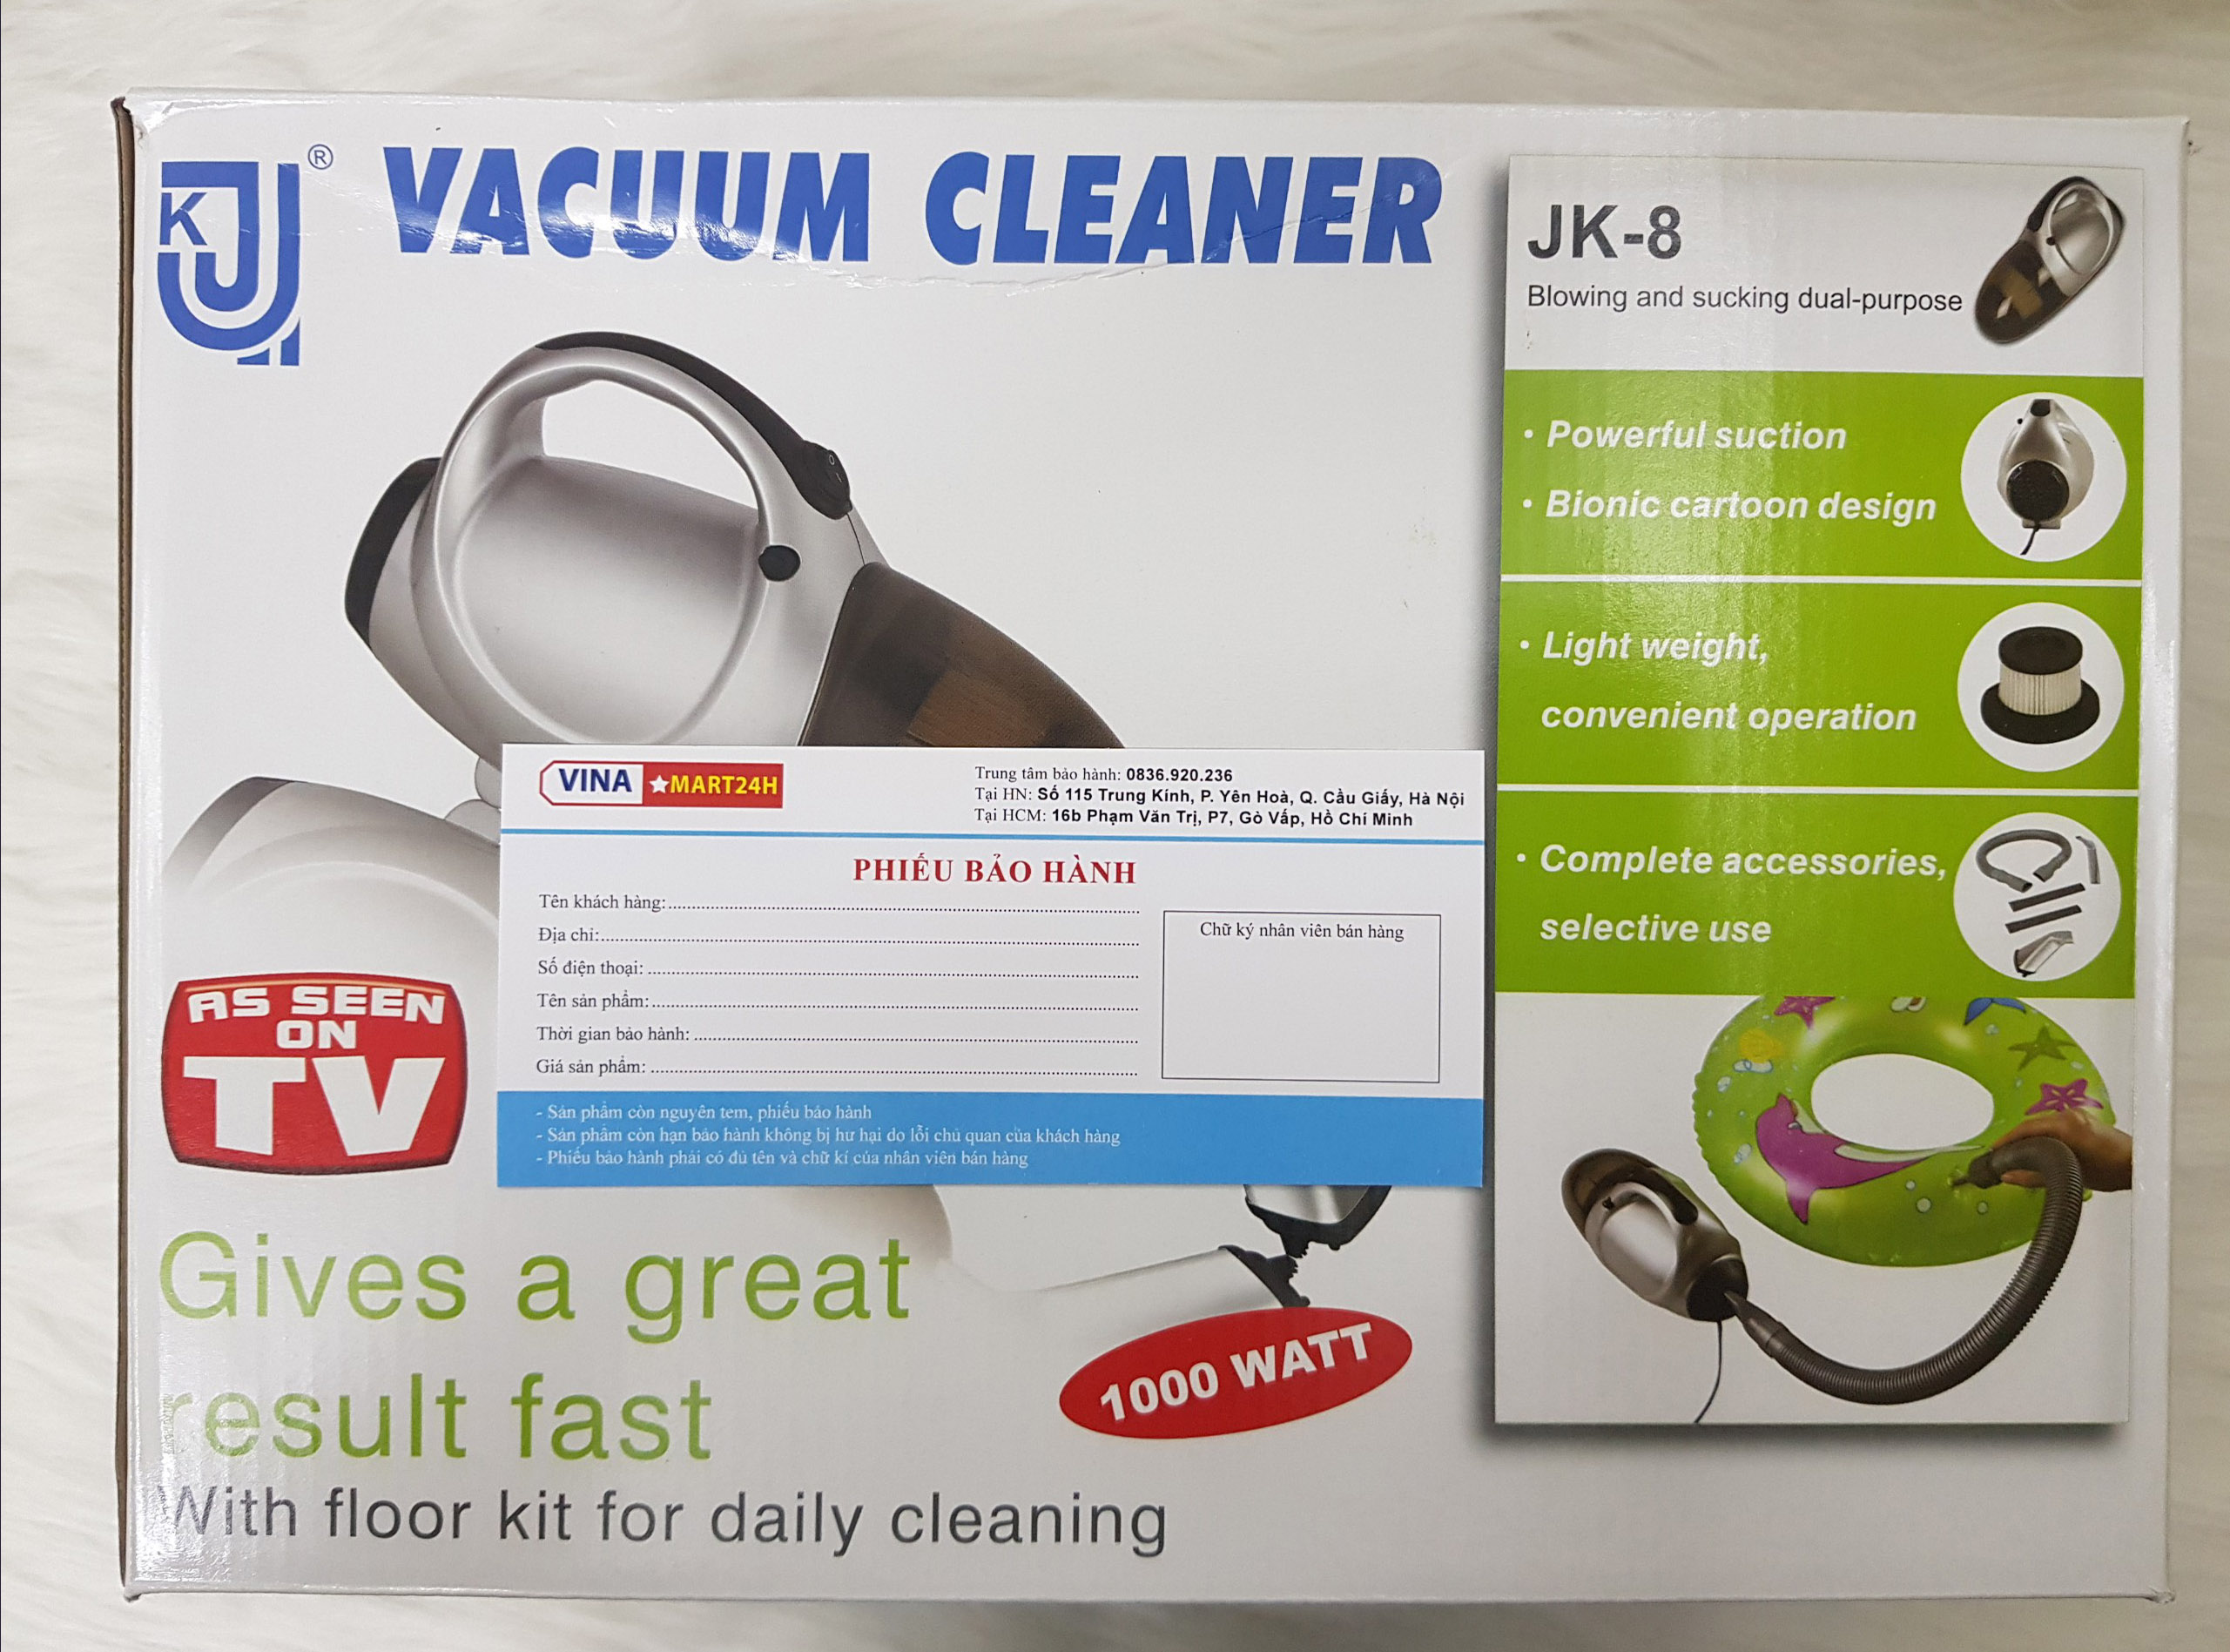 KJ ®
VACUUM CLEANER
JK-8
Blowing and sucking dual-purpose
• Powerful suction
• Bionic cartoon design
• Light weight,
convenient operation
• Complete accessories,
selective use
VINA MART24H
Trung tâm bảo hành: 0836.920.236
Tại HN: Số 115 Trung Kính, P. Yên Hoà, Q. Cầu Giấy, Hà Nội
Tại HCM: 16b Phạm Văn Trị, P7, Gò Vấp, Hồ Chí Minh
PHIẾU BẢO HÀNH
Tên khách hàng:
Địa chỉ:
Số điện thoại:
Tên sản phẩm:
Thời gian bảo hành:
Giá sản phẩm:
Chữ ký nhân viên bán hàng
- Sản phẩm còn nguyên tem, phiếu bảo hành
- Sản phẩm còn hạn bảo hành không bị hư hại do lỗi chủ quan của khách hàng
- Phiếu bảo hành phải có đủ tên và chữ kí của nhân viên bán hàng
AS SEEN
ON
TV
Gives a great
result fast
1000 WATT
With floor kit for daily cleaning